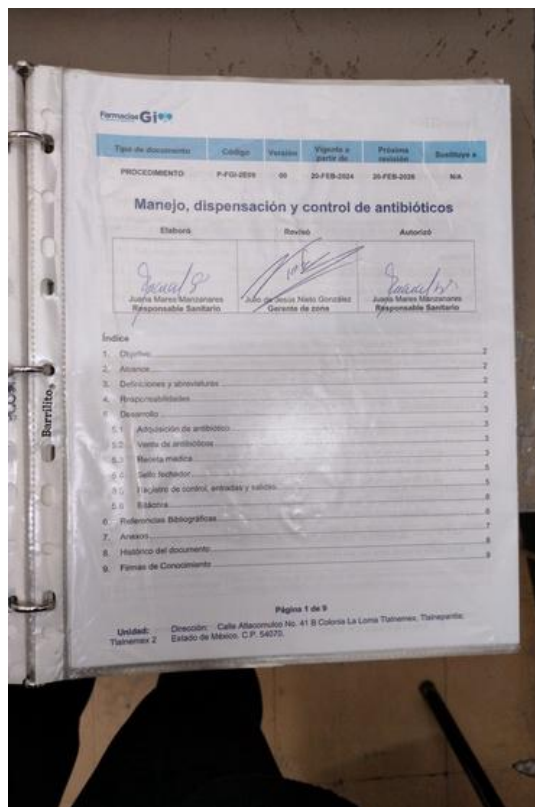 Farmacias Gi
Tipo de documento Código Versión Vigente a partir de Próxima revisión Sustituye a
PROCEDIMIENTO P-FGI-2E09 00 20-FEB-2024 20-FEB-2026 N/A
Manejo, dispensación y control de antibióticos
Elaboró Revisó Autorizó
Juana Mares Manzanares Julio de Jesus Nieto González Juana Mares Manzanares
Responsable Sanitario Gerente de zona Responsable Sanitario
Índice
1. Objetivo 2
2. Alcance 2
3. Definiciones y abreviaturas 2
4. Responsabilidades 2
5. Desarrollo 3
5.1 Adquisición de antibiótico 3
5.2 Venta de antibióticos 3
5.3 Receta médica 3
5.4 Sello fechador 5
5.5 Registro de control, entradas y salidas 5
5.6 Bitácora 6
6. Referencias Bibliográficas 6
7. Anexos 7
8. Histórico del documento 8
9. Firmas de Conocimiento 9
Página 1 de 9
Unidad: Dirección: Calle Atlacomulco No. 41 B Colonia La Loma Tlalnemex, Tlalnepantla;
Tlalnemex 2 Estado de México, C.P. 54070.
Barrilito